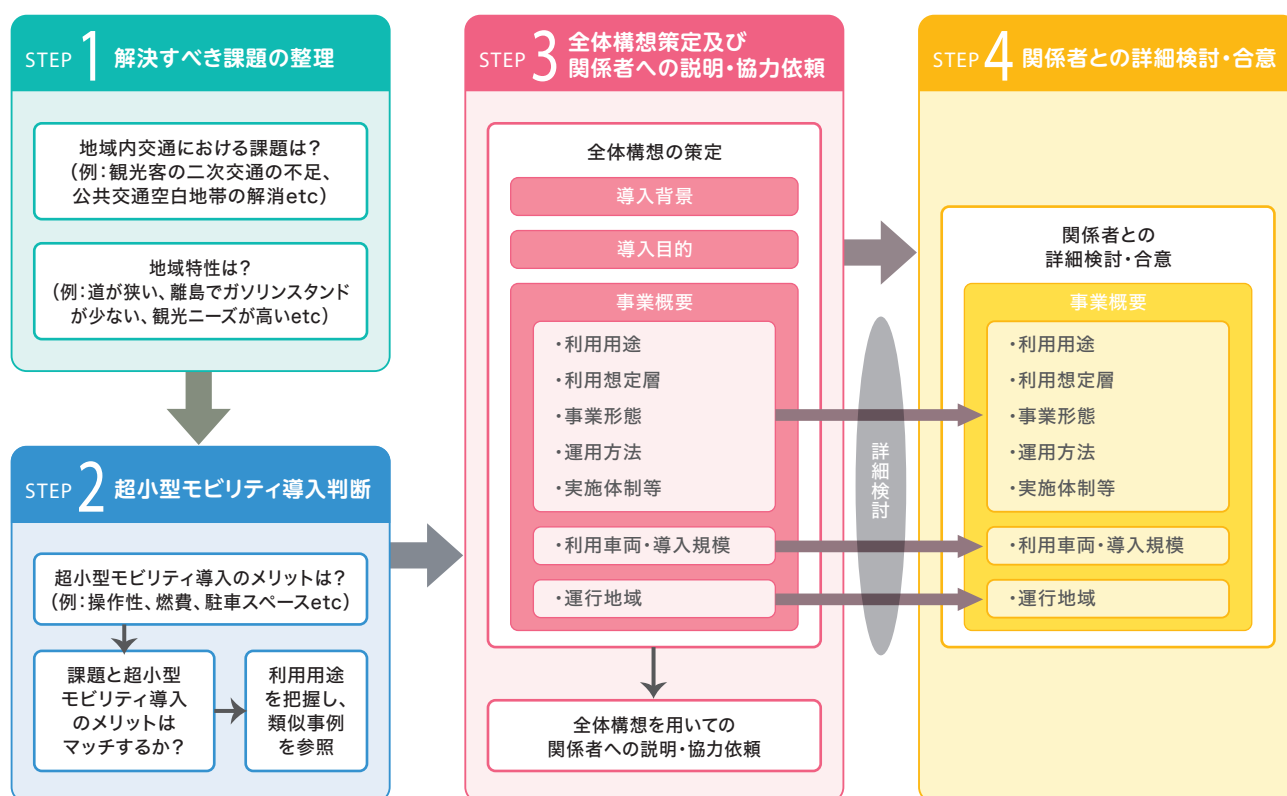 STEP 1 解決すべき課題の整理
地域内交通における課題は?
(例:観光客の二次交通の不足、
公共交通空白地帯の解消etc)
地域特性は?
(例:道が狭い、離島でガソリンスタンド
が少ない、観光ニーズが高いetc)
STEP 2 超小型モビリティ導入判断
超小型モビリティ導入のメリットは?
(例:操作性、燃費、駐車スペースetc)
課題と超小型
モビリティ導入
のメリットは
マッチするか?
利用用途
を把握し、
類似事例
を参照
STEP 3 全体構想策定及び
関係者への説明・協力依頼
全体構想の策定
導入背景
導入目的
事業概要
・利用用途
・利用想定層
・事業形態
・運用方法
・実施体制等
・利用車両・導入規模
・運行地域
全体構想を用いての
関係者への説明・協力依頼
詳細検討
STEP 4 関係者との詳細検討・合意
関係者との
詳細検討・合意
事業概要
・利用用途
・利用想定層
・事業形態
・運用方法
・実施体制等
・利用車両・導入規模
・運行地域